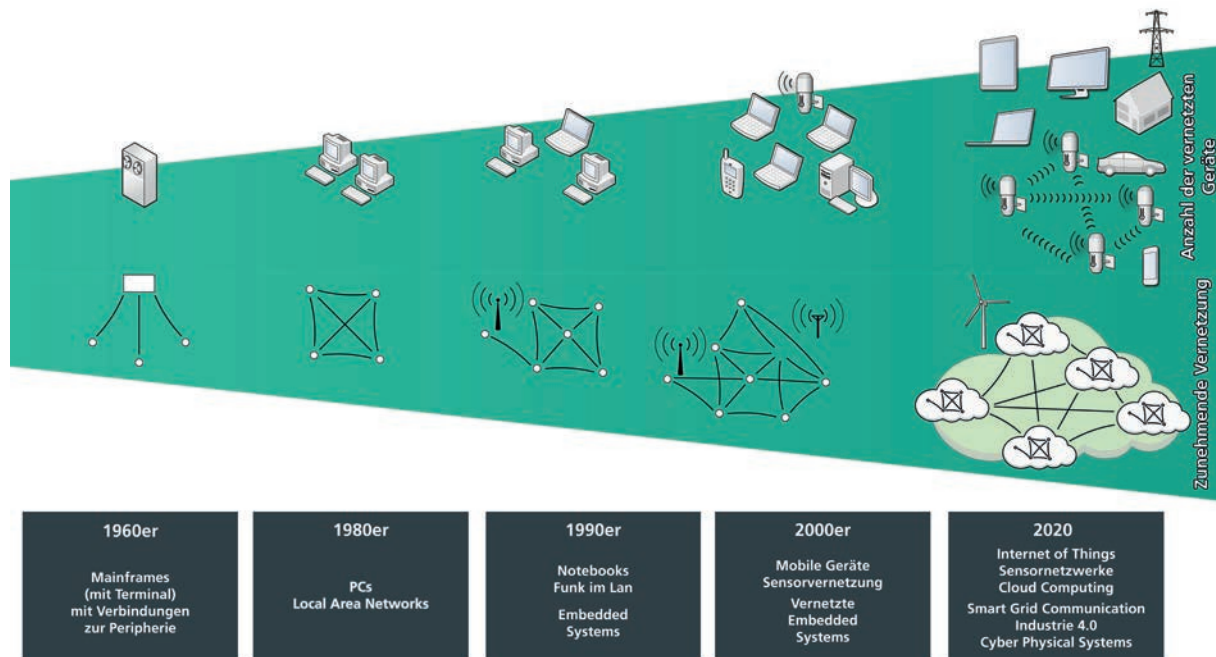 Anzahl der vernetzten
Geräte
Zunehmende Vernetzung
1960er
Mainframes
(mit Terminal)
mit Verbindungen
zur Peripherie
1980er
PCs
Local Area Networks
1990er
Notebooks
Funk im Lan
Embedded
Systems
2000er
Mobile Geräte
Sensorvernetzung
Vernetzte
Embedded
Systems
2020
Internet of Things
Sensornetzwerke
Cloud Computing
Smart Grid Communication
Industrie 4.0
Cyber Physical Systems